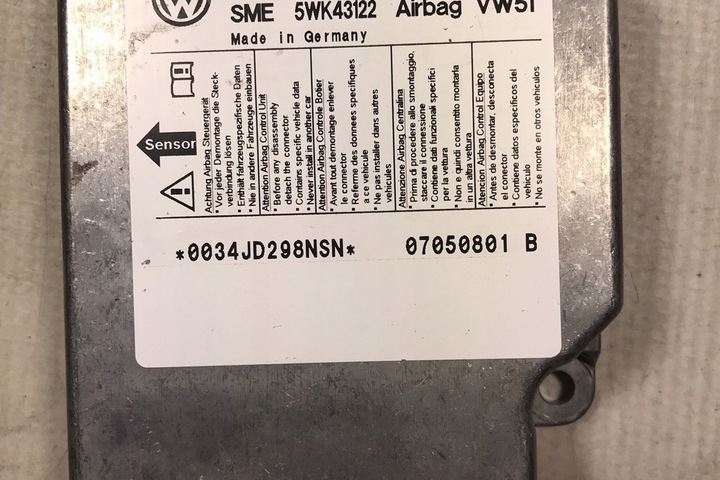 VW
SME 5WK43122 Airbag VW51
Made in Germany
Sensor
Achtung Airbag Steuergerät
* Vor jeder Demontage die Steck-
verbindung lösen
* Enthält fahrzeugspezifische Daten
* Nie in andere Fahrzeuge einbauen
Attention Airbag Control Unit
* Before any disassembly
detach the connector
* Contains specific vehicle data
* Never install in another car
Attention Airbag Controle Boitier
* Avant tout demontage enlever
le connector
* Referme des donnees specifiques
a ce vehicule
* Ne pas installer dans autres
vehicules
Attenzione Airbag Centralina
* Prima di procedere allo smontaggio,
staccare il connessione
* Contiene dati funzionali specifici
per la vettura
* Non e quindi consentito montarla
in un altra vettura
Atencion Airbag Control Equipo
* Antes de desmontar, desconecta
el conector
* Contiene datos especificos del
vehiculo
* No se monte en otros vehiculos
*0034JD298NSN* 07050801 B